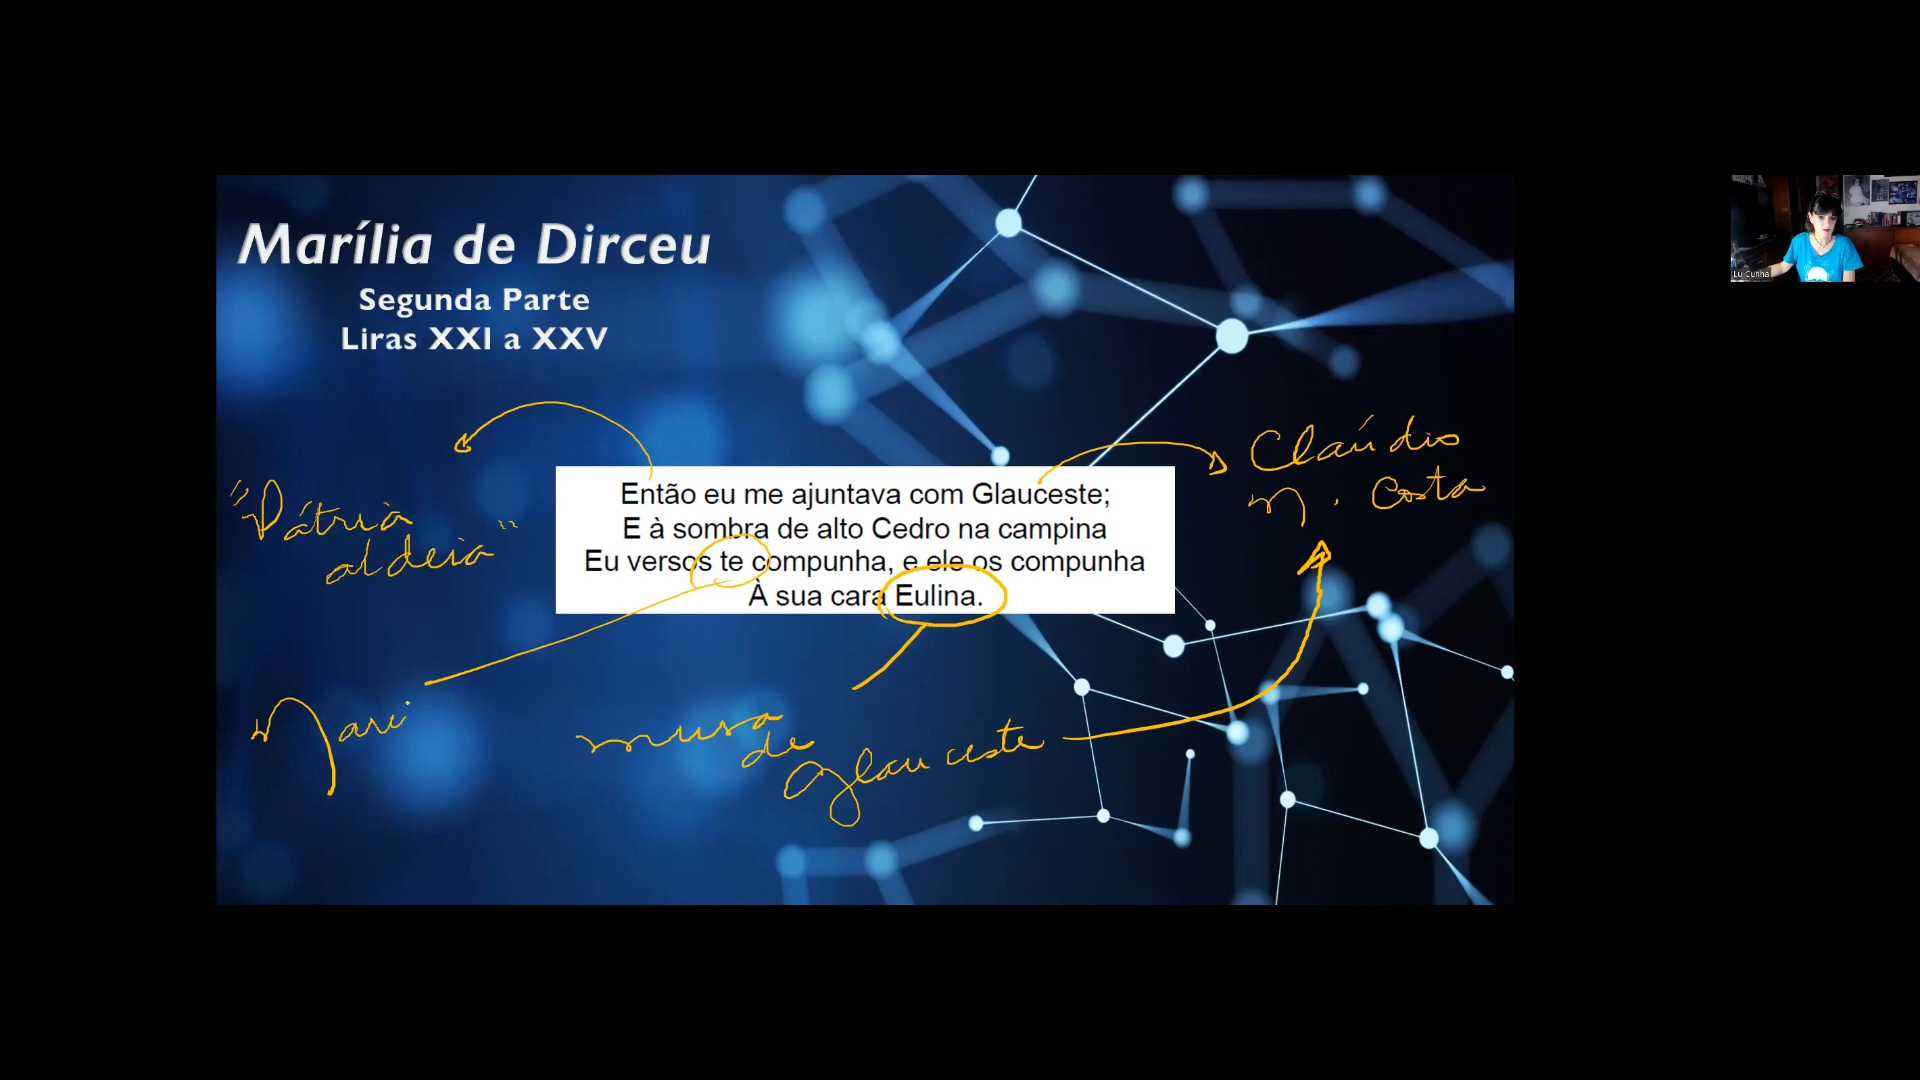 Marília de Dirceu
Segunda Parte
Liras XXI a XXV
Então eu me ajuntava com Glauceste;
E à sombra de alto Cedro na campina
Eu versos te compunha, e ele os compunha
À sua cara Eulina.
"Pátria
aldeia"
Claúdio
M. Costa
Mari
musa
de
Glauceste
Lu Cunha